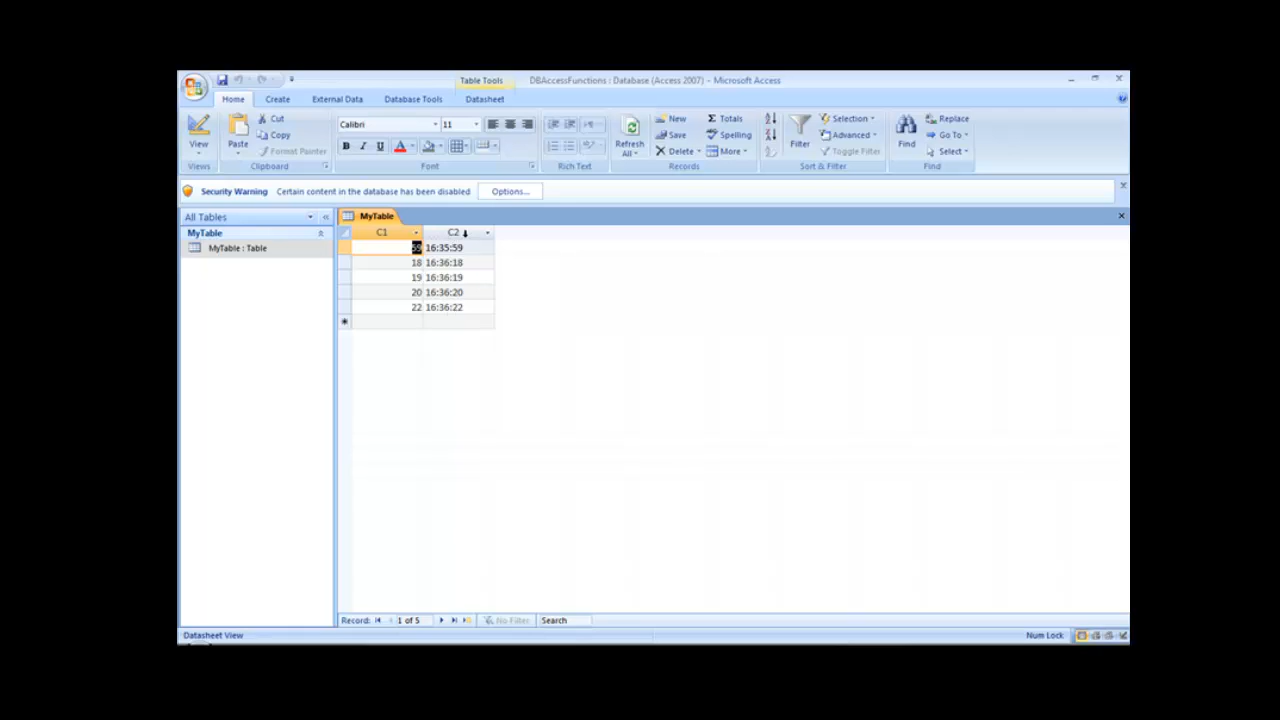 Table Tools DBAccessFunctions : Database (Access 2007) - Microsoft Access
Home Create External Data Database Tools Datasheet
View
Views
Paste
Cut
Copy
Format Painter
Clipboard
Calibri 11
B I U A
Font
Rich Text
Refresh
All
New
Save
Delete
Σ Totals
Spelling
More
Records
Filter
Selection
Advanced
Toggle Filter
Sort & Filter
Find
Replace
Go To
Select
Find
Security Warning Certain content in the database has been disabled Options...
All Tables
MyTable
MyTable : Table
MyTable
C1 C2
59 16:35:59
18 16:36:18
19 16:36:19
20 16:36:20
22 16:36:22
Record: 1 of 5 No Filter Search
Datasheet View Num Lock